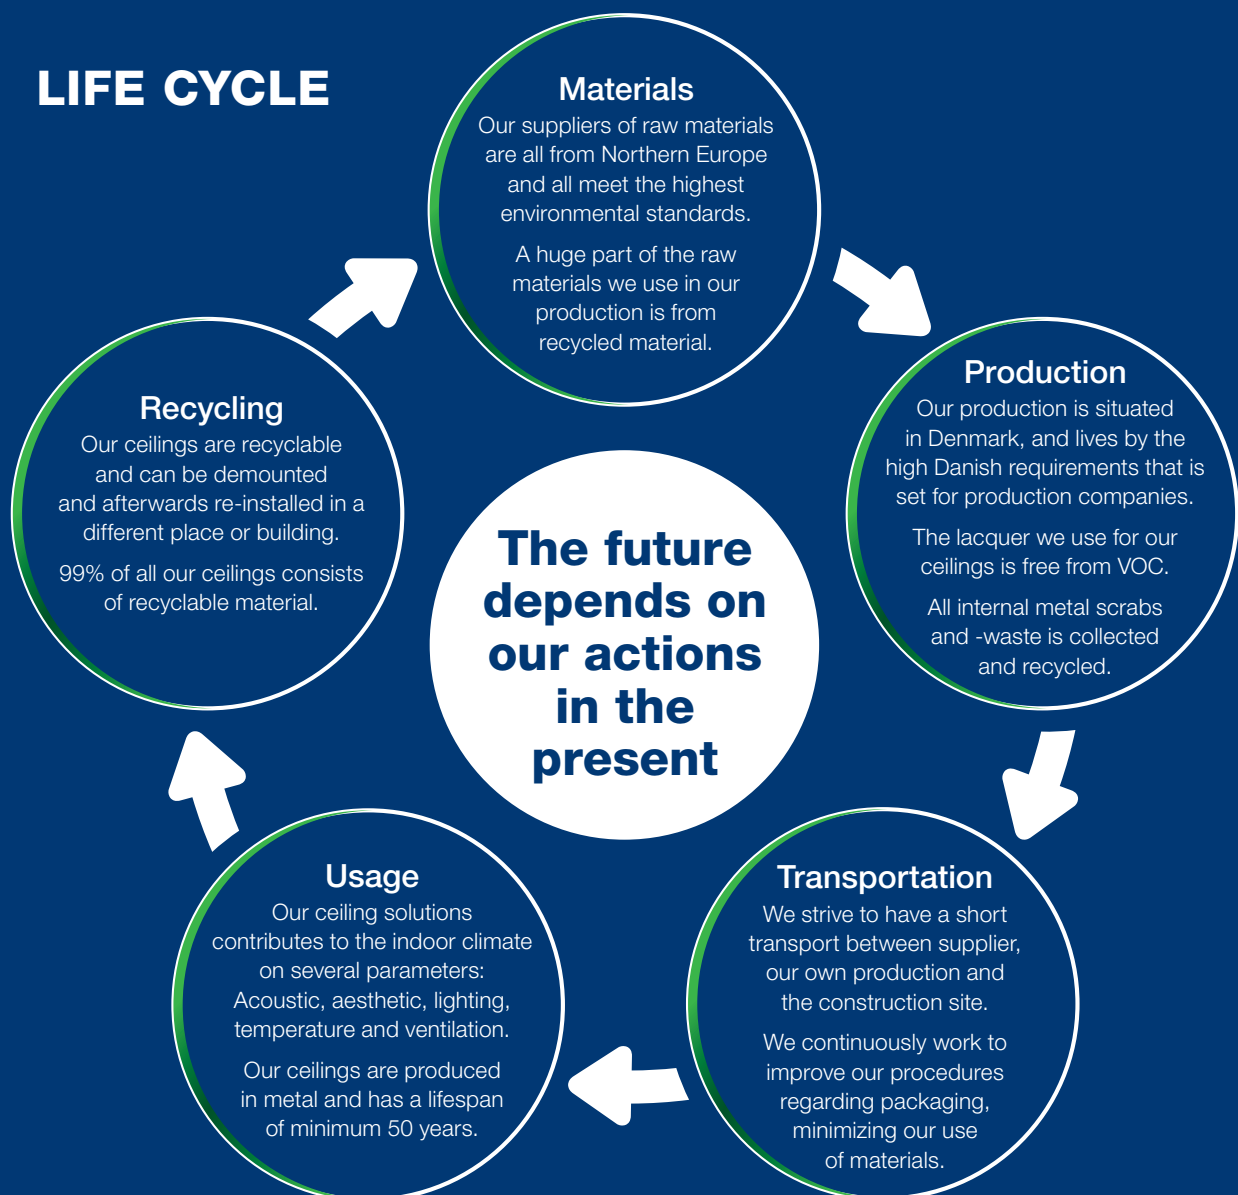 LIFE CYCLE
Materials
Our suppliers of raw materials
are all from Northern Europe
and all meet the highest
environmental standards.
A huge part of the raw
materials we use in our
production is from
recycled material.
Production
Our production is situated
in Denmark, and lives by the
high Danish requirements that is
set for production companies.
The lacquer we use for our
ceilings is free from VOC.
All internal metal scrabs
and -waste is collected
and recycled.
Transportation
We strive to have a short
transport between supplier,
our own production and
the construction site.
We continuously work to
improve our procedures
regarding packaging,
minimizing our use
of materials.
Usage
Our ceiling solutions
contributes to the indoor climate
on several parameters:
Acoustic, aesthetic, lighting,
temperature and ventilation.
Our ceilings are produced
in metal and has a lifespan
of minimum 50 years.
Recycling
Our ceilings are recyclable
and can be demounted
and afterwards re-installed in a
different place or building.
99% of all our ceilings consists
of recyclable material.
The future
depends on
our actions
in the
present